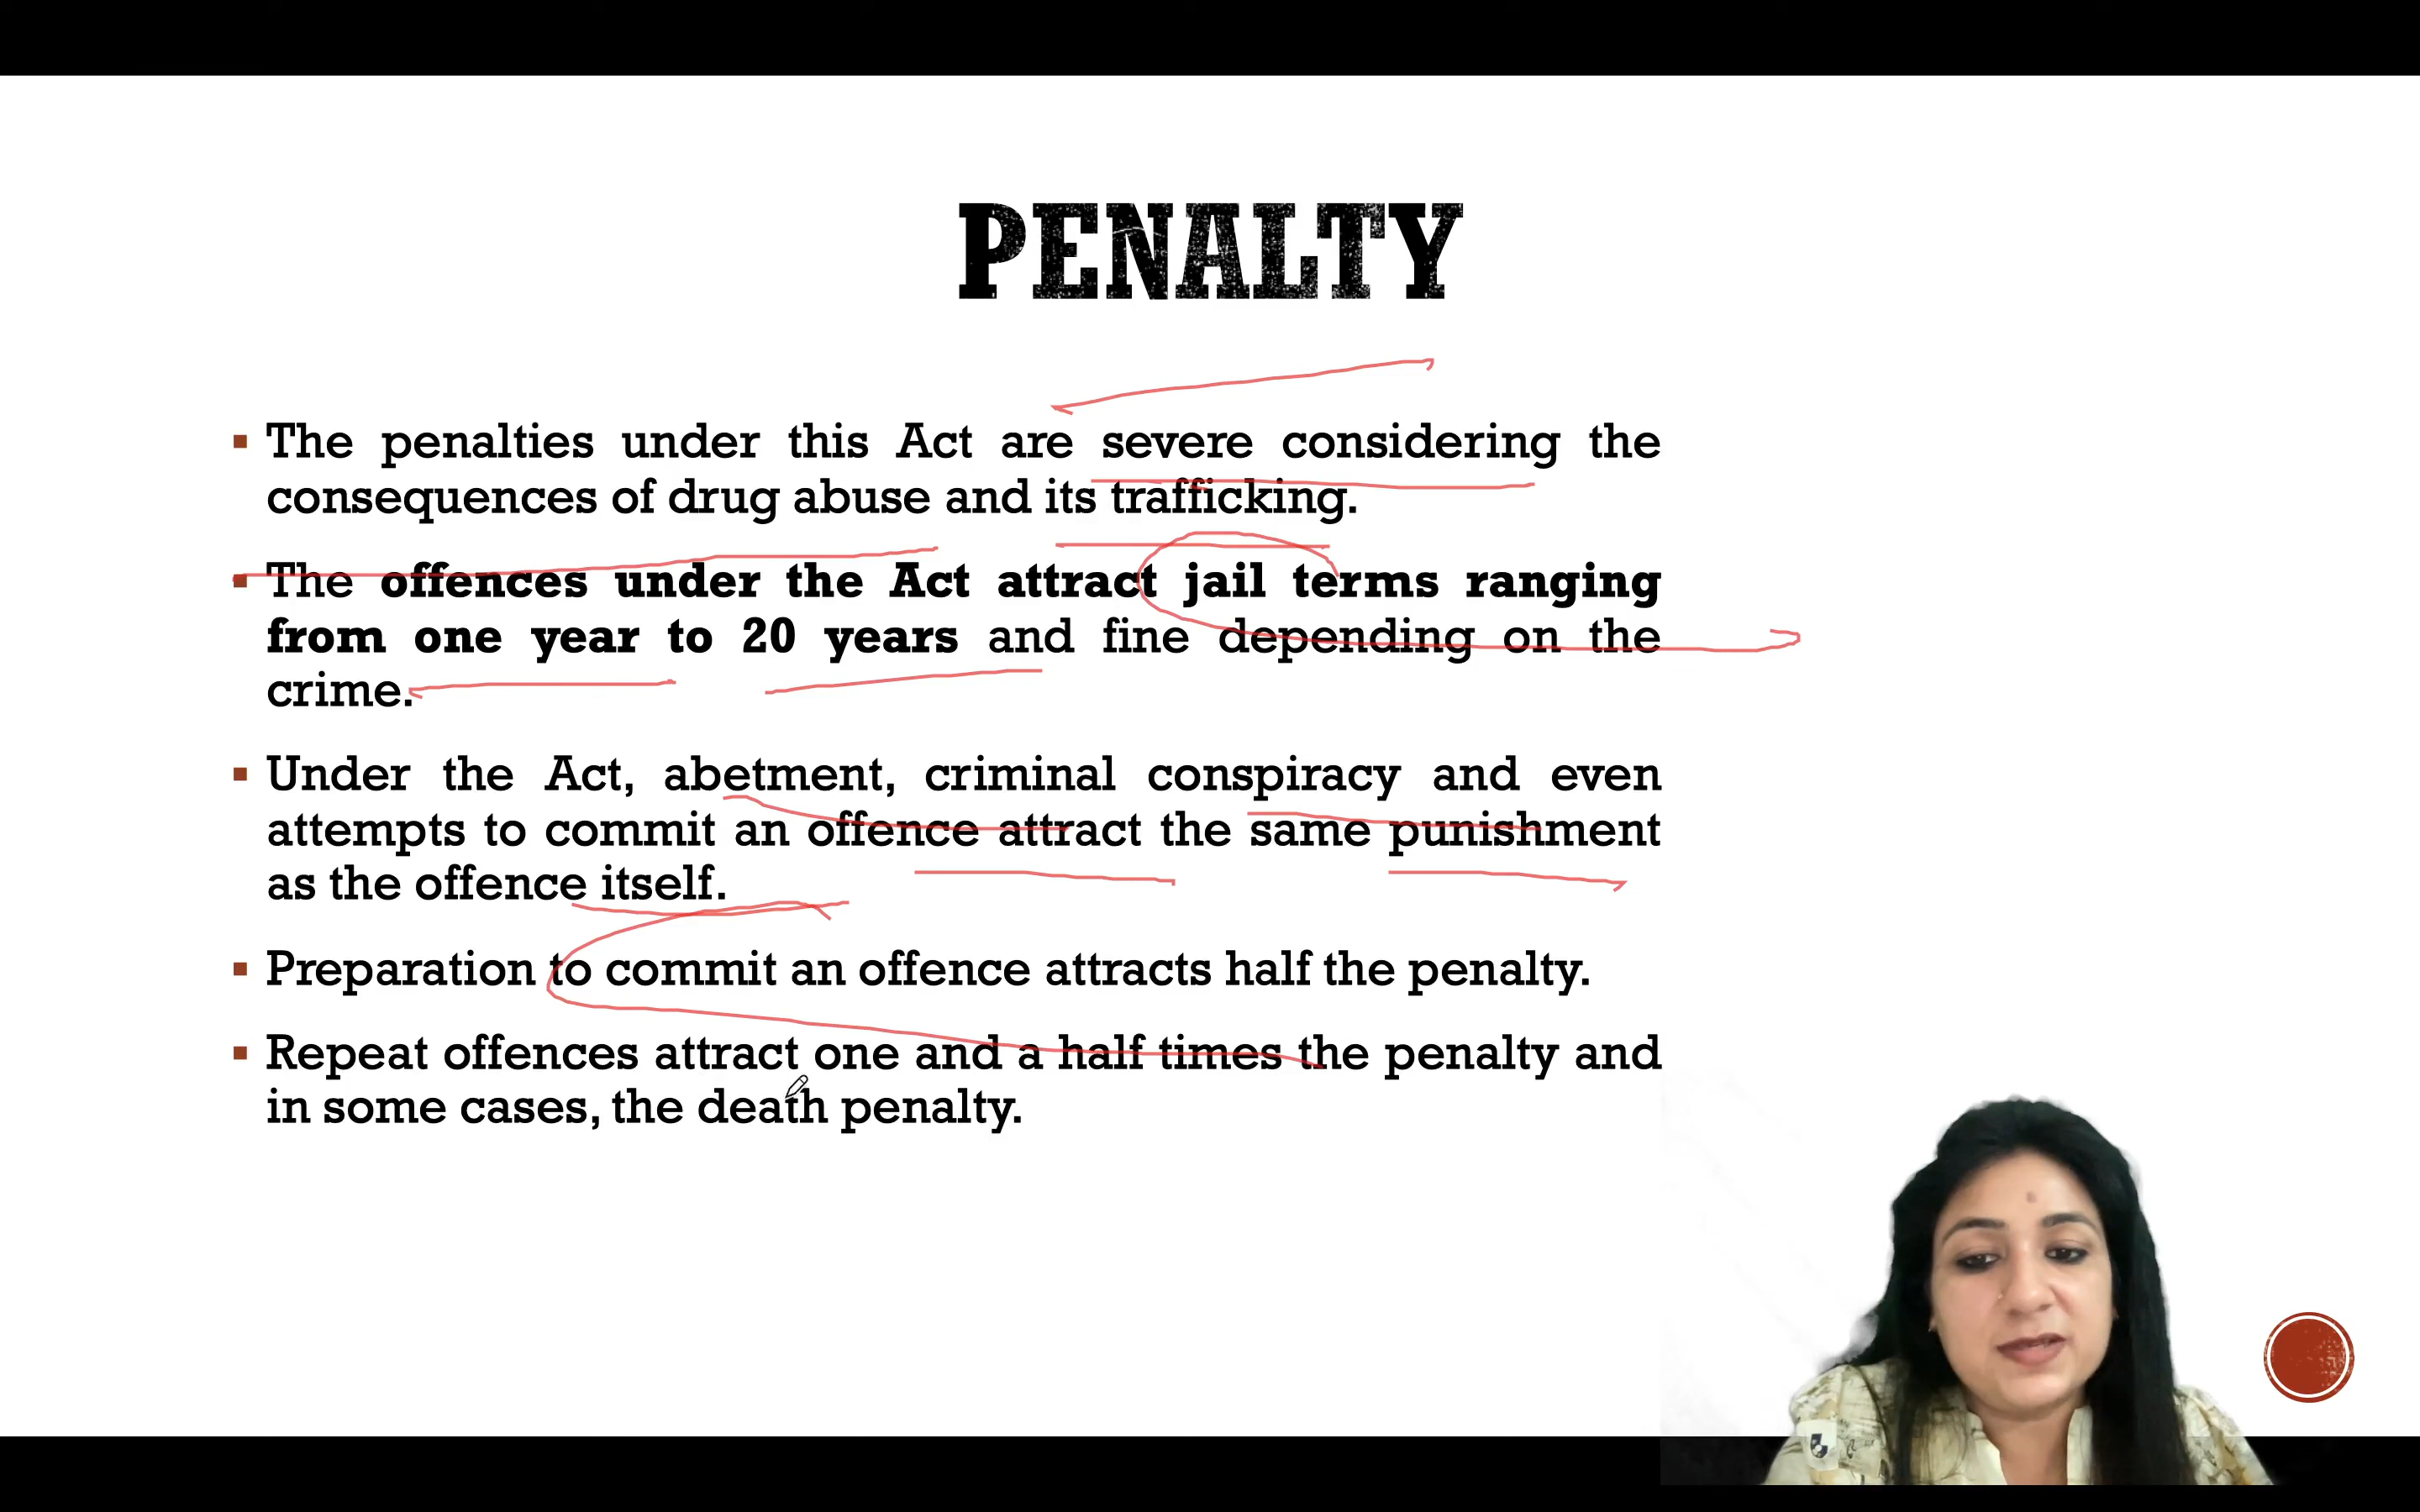 PENALTY
The penalties under this Act are severe considering the
consequences of drug abuse and its trafficking.
The offences under the Act attract jail terms ranging
from one year to 20 years and fine depending on the
crime.
Under the Act, abetment, criminal conspiracy and even
attempts to commit an offence attract the same punishment
as the offence itself.
Preparation to commit an offence attracts half the penalty.
Repeat offences attract one and a half times the penalty and
in some cases, the death penalty.